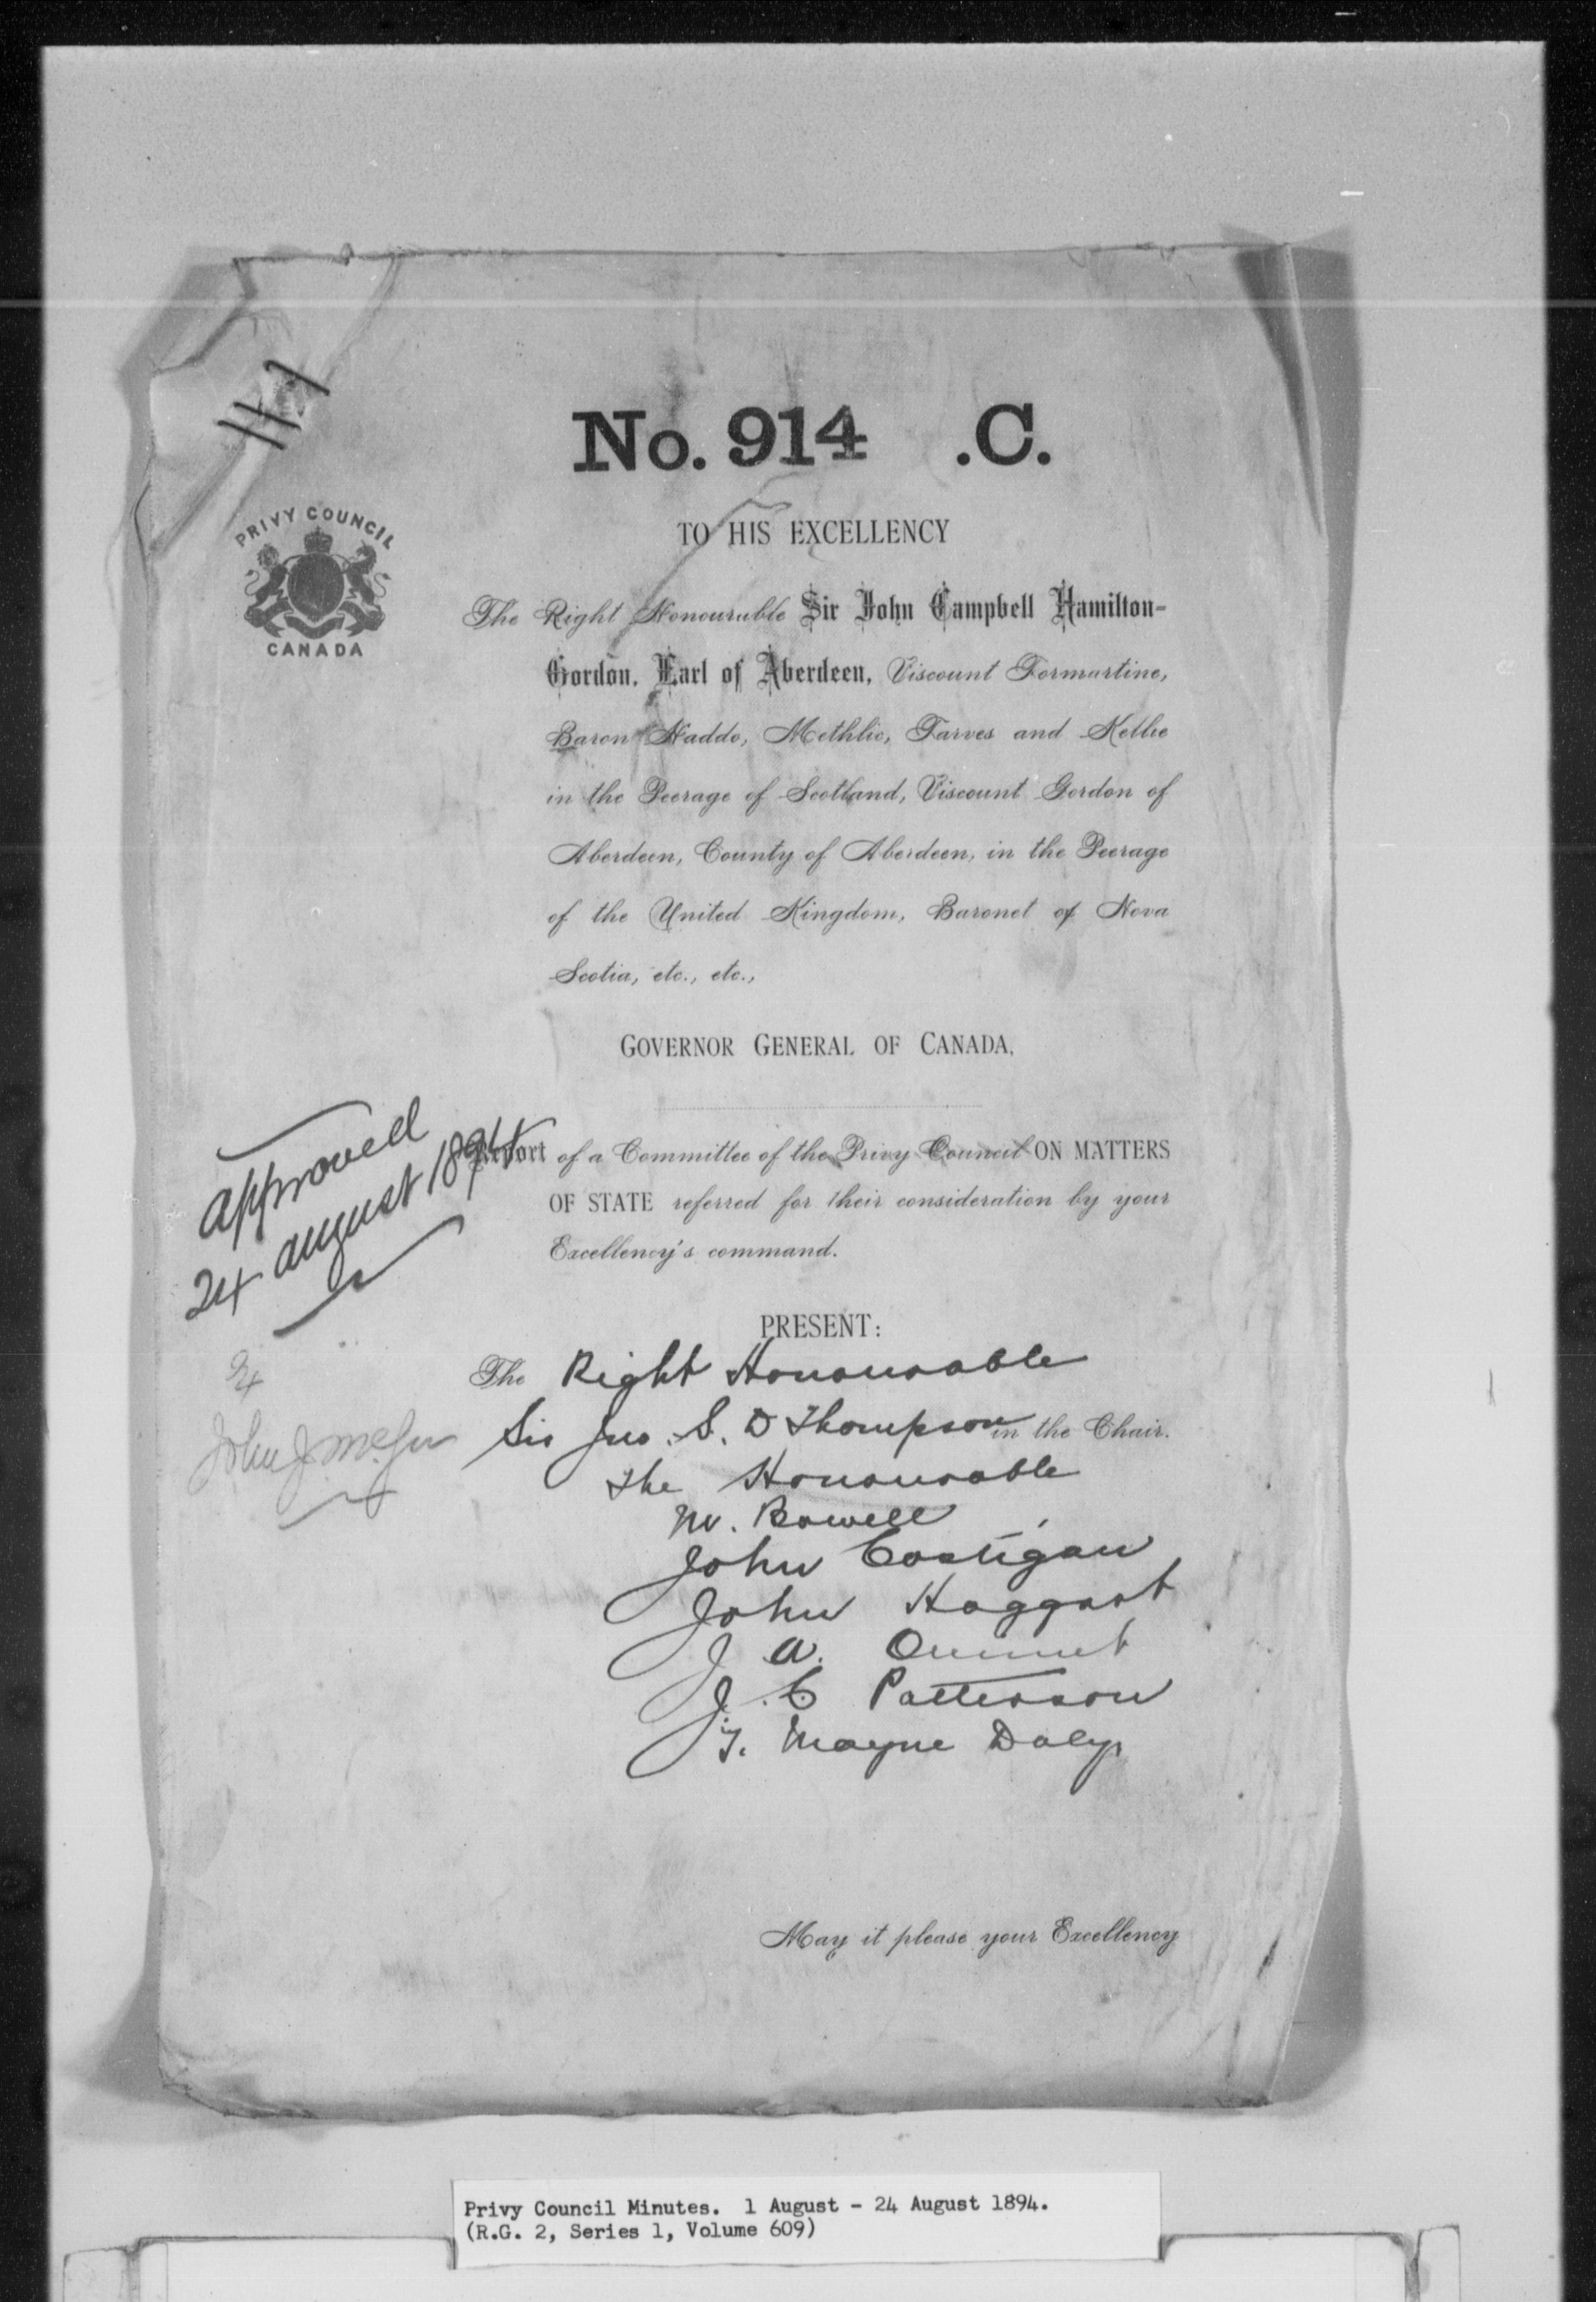 No. 914 .C.
PRIVY COUNCIL
CANADA
TO HIS EXCELLENCY
The Right Honourable Sir John Campbell Hamilton-
Gordon, Earl of Aberdeen, Viscount Formartine,
Baron Haddo, Methlic, Tarves and Kellie
in the Peerage of Scotland, Viscount Gordon of
Aberdeen, County of Aberdeen, in the Peerage
of the United Kingdom, Baronet of Nova
Scotia, etc., etc.,
GOVERNOR GENERAL OF CANADA,
approved
24 august 1894
Report of a Committee of the Privy Council ON MATTERS
OF STATE referred for their consideration by your
Excellency's command.
PRESENT:
The Right Honourable
Sir Jno. S. D Thompson in the Chair.
The Honourable
M. Bowell
John Costigan
John Haggart
J. A. Ouimet
J. C Patterson
T. Mayne Daly
John J. McGee
May it please your Excellency
Privy Council Minutes. 1 August - 24 August 1894.
(R.G. 2, Series 1, Volume 609)